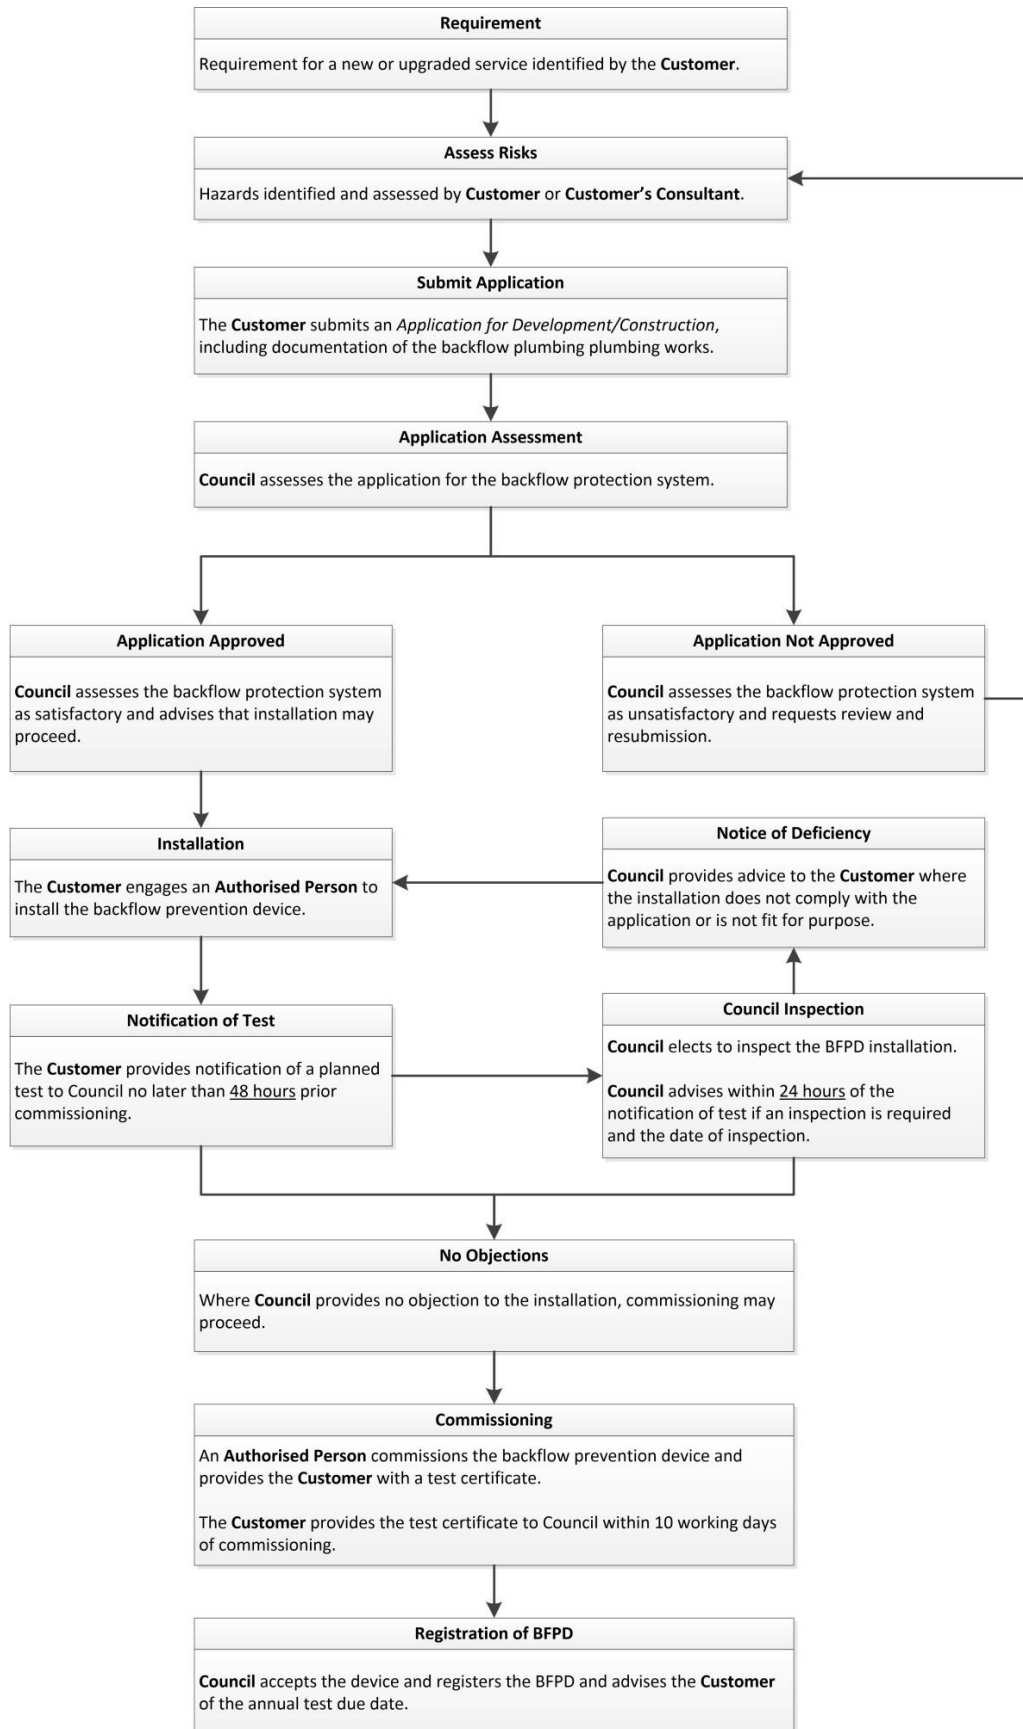 Requirement
Requirement for a new or upgraded service identified by the Customer.
Assess Risks
Hazards identified and assessed by Customer or Customer's Consultant.
Submit Application
The Customer submits an Application for Development/Construction,
including documentation of the backflow plumbing plumbing works.
Application Assessment
Council assesses the application for the backflow protection system.
Application Approved
Council assesses the backflow protection system
as satisfactory and advises that installation may
proceed.
Application Not Approved
Council assesses the backflow protection system
as unsatisfactory and requests review and
resubmission.
Installation
The Customer engages an Authorised Person to
install the backflow prevention device.
Notice of Deficiency
Council provides advice to the Customer where
the installation does not comply with the
application or is not fit for purpose.
Notification of Test
The Customer provides notification of a planned
test to Council no later than 48 hours prior
commissioning.
Council Inspection
Council elects to inspect the BFPD installation.
Council advises within 24 hours of the
notification of test if an inspection is required
and the date of inspection.
No Objections
Where Council provides no objection to the installation, commissioning may
proceed.
Commissioning
An Authorised Person commissions the backflow prevention device and
provides the Customer with a test certificate.
The Customer provides the test certificate to Council within 10 working days
of commissioning.
Registration of BFPD
Council accepts the device and registers the BFPD and advises the Customer
of the annual test due date.